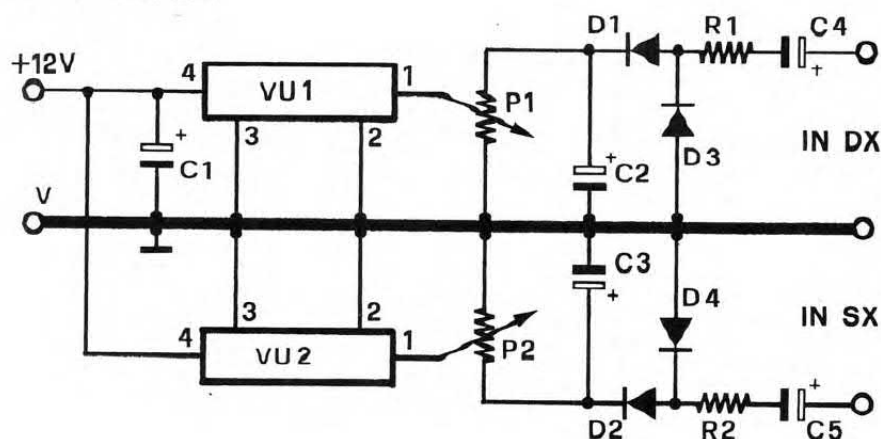 D1 R1 C4
+12V 4 VU1 1 P1 +
3 2
+ C1 + C2 D3 IN DX
V
C3 D4
3 2 +
4 VU2 1 P2 IN SX
D2 R2 + C5